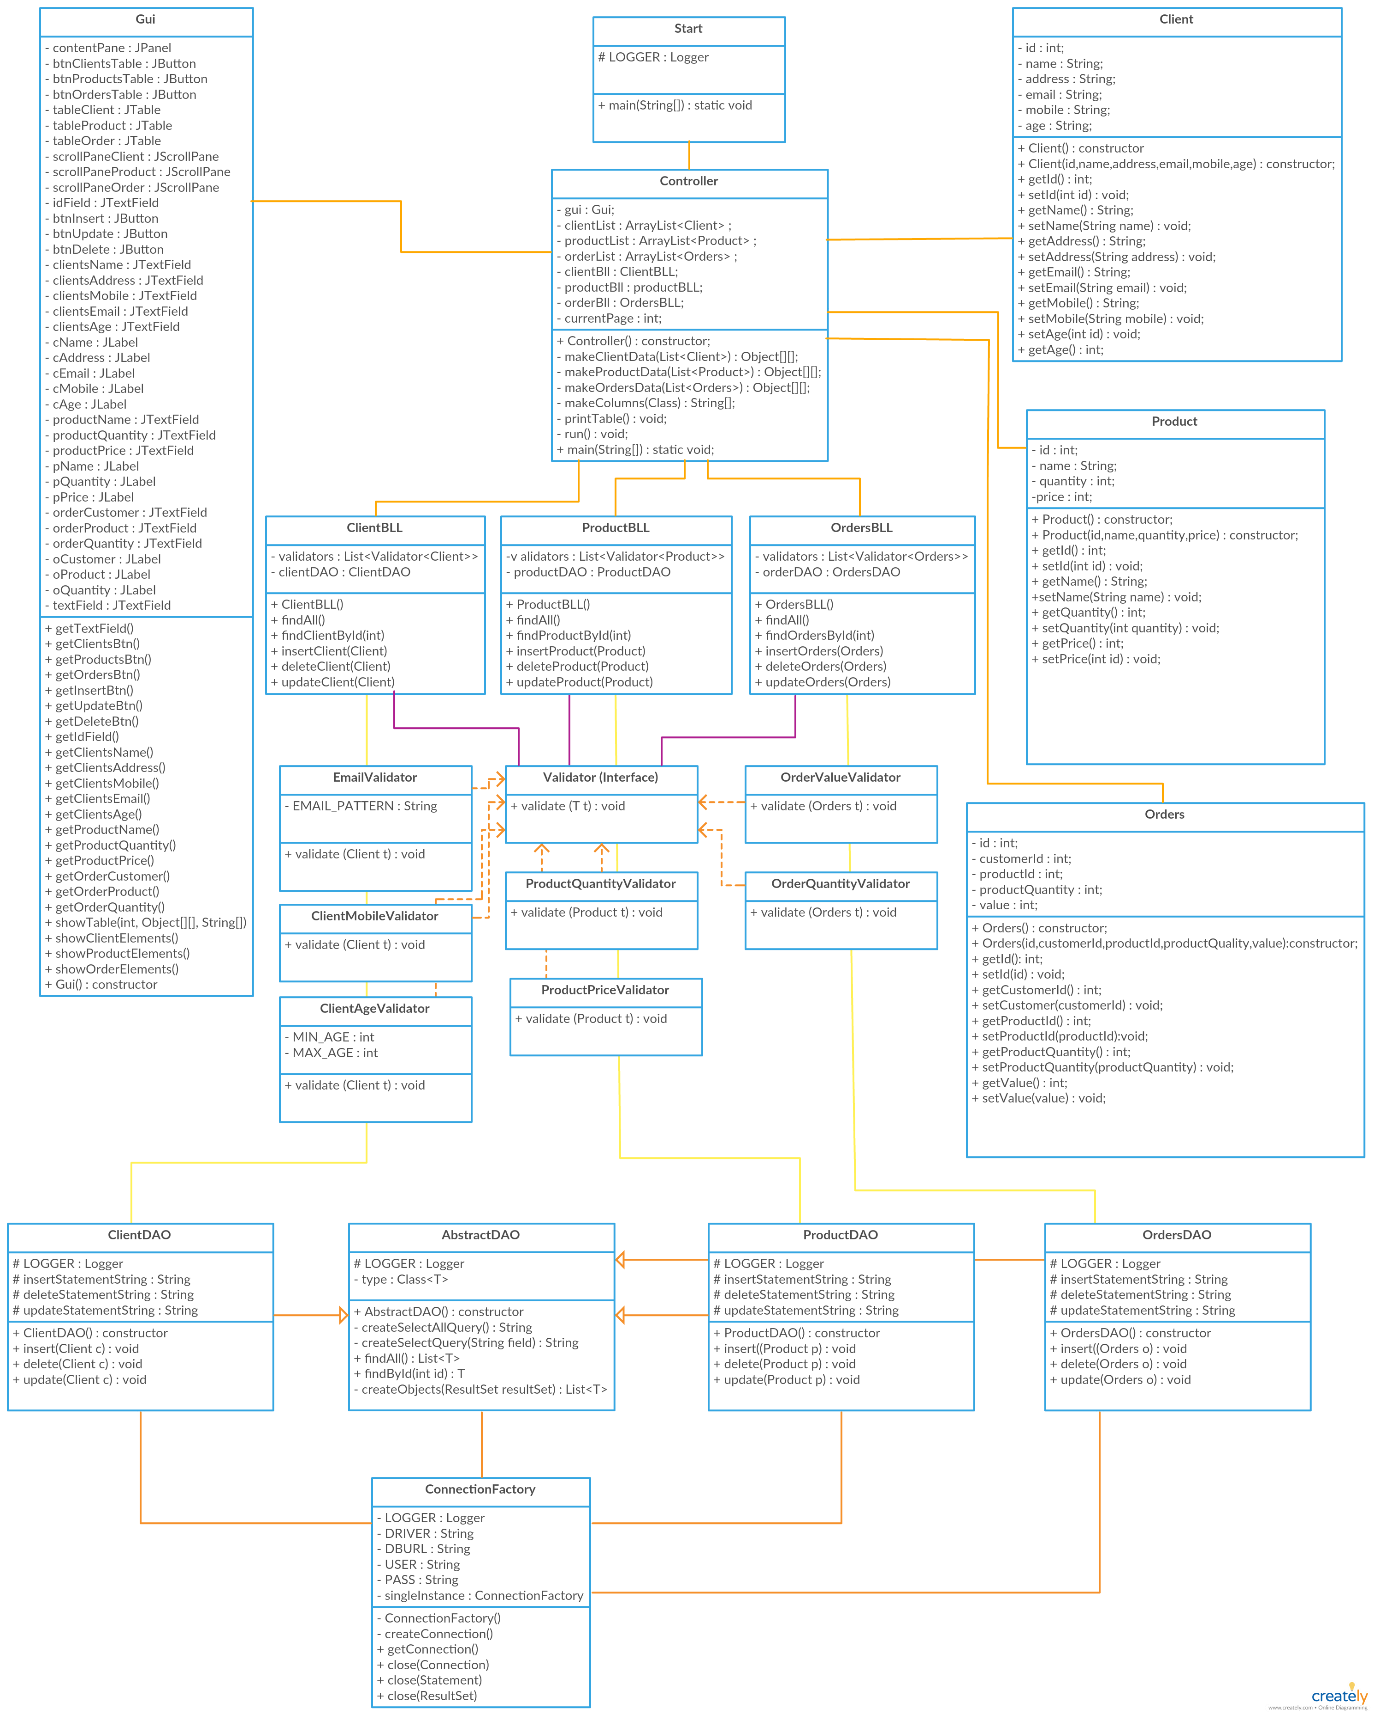 Gui
- contentPane : JPanel
- btnClientsTable : JButton
- btnProductsTable : JButton
- btnOrdersTable : JButton
- tableClient : JTable
- tableProduct : JTable
- tableOrder : JTable
- scrollPaneClient : JScrollPane
- scrollPaneProduct : JScrollPane
- scrollPaneOrder : JScrollPane
- idField : JTextField
- btnInsert : JButton
- btnUpdate : JButton
- btnDelete : JButton
- clientsName : JTextField
- clientsAddress : JTextField
- clientsMobile : JTextField
- clientsEmail : JTextField
- clientsAge : JTextField
- cName : JLabel
- cAddress : JLabel
- cEmail : JLabel
- cMobile : JLabel
- cAge : JLabel
- productName : JTextField
- productQuantity : JTextField
- productPrice : JTextField
- pName : JLabel
- pQuantity : JLabel
- pPrice : JLabel
- orderCustomer : JTextField
- orderProduct : JTextField
- orderQuantity : JTextField
- oCustomer : JLabel
- oProduct : JLabel
- oQuantity : JLabel
- textField : JTextField
+ getTextField()
+ getClientsBtn()
+ getProductsBtn()
+ getOrdersBtn()
+ getInsertBtn()
+ getUpdateBtn()
+ getDeleteBtn()
+ getIdField()
+ getClientsName()
+ getClientsAddress()
+ getClientsMobile()
+ getClientsEmail()
+ getClientsAge()
+ getProductName()
+ getProductQuantity()
+ getProductPrice()
+ getOrderCustomer()
+ getOrderProduct()
+ getOrderQuantity()
+ showTable(int, Object[][], String[])
+ showClientElements()
+ showProductElements()
+ showOrderElements()
+ Gui() : constructor
Start
# LOGGER : Logger
+ main(String[]) : static void
Controller
- gui : Gui;
- clientList : ArrayList<Client> ;
- productList : ArrayList<Product> ;
- orderList : ArrayList<Orders> ;
- clientBll : ClientBLL;
- productBll : productBLL;
- orderBll : OrdersBLL;
- currentPage : int;
+ Controller() : constructor;
- makeClientData(List<Client>) : Object[][];
- makeProductData(List<Product>) : Object[][];
- makeOrdersData(List<Orders>) : Object[][];
- makeColumns(Class) : String[];
- printTable() : void;
- run() : void;
+ main(String[]) : static void;
Client
- id : int;
- name : String;
- address : String;
- email : String;
- mobile : String;
- age : String;
+ Client() : constructor
+ Client(id,name,address,email,mobile,age) : constructor;
+ getId() : int;
+ setId(int id) : void;
+ getName() : String;
+ setName(String name) : void;
+ getAddress() : String;
+ setAddress(String address) : void;
+ getEmail() : String;
+ setEmail(String email) : void;
+ getMobile() : String;
+ setMobile(String mobile) : void;
+ setAge(int id) : void;
+ getAge() : int;
Product
- id : int;
- name : String;
- quantity : int;
-price : int;
+ Product() : constructor;
+ Product(id,name,quantity,price) : constructor;
+ getId() : int;
+ setId(int id) : void;
+ getName() : String;
+setName(String name) : void;
+ getQuantity() : int;
+ setQuantity(int quantity) : void;
+ getPrice() : int;
+ setPrice(int id) : void;
ClientBLL
- validators : List<Validator<Client>>
- clientDAO : ClientDAO
+ ClientBLL()
+ findAll()
+ findClientById(int)
+ insertClient(Client)
+ deleteClient(Client)
+ updateClient(Client)
ProductBLL
-v alidators : List<Validator<Product>>
- productDAO : ProductDAO
+ ProductBLL()
+ findAll()
+ findProductById(int)
+ insertProduct(Product)
+ deleteProduct(Product)
+ updateProduct(Product)
OrdersBLL
- validators : List<Validator<Orders>>
- orderDAO : OrdersDAO
+ OrdersBLL()
+ findAll()
+ findOrdersById(int)
+ insertOrders(Orders)
+ deleteOrders(Orders)
+ updateOrders(Orders)
EmailValidator
- EMAIL_PATTERN : String
+ validate (Client t) : void
Validator (Interface)
+ validate (T t) : void
OrderValueValidator
+ validate (Orders t) : void
ClientMobileValidator
+ validate (Client t) : void
ProductQuantityValidator
+ validate (Product t) : void
OrderQuantityValidator
+ validate (Orders t) : void
ClientAgeValidator
- MIN_AGE : int
- MAX_AGE : int
+ validate (Client t) : void
ProductPriceValidator
+ validate (Product t) : void
Orders
- id : int;
- customerId : int;
- productId : int;
- productQuantity : int;
- value : int;
+ Orders() : constructor;
+ Orders(id,customerId,productId,productQuality,value):constructor;
+ getId(): int;
+ setId(id) : void;
+ getCustomerId() : int;
+ setCustomer(customerId) : void;
+ getProductId() : int;
+ setProductId(productId):void;
+ getProductQuantity() : int;
+ setProductQuantity(productQuantity) : void;
+ getValue() : int;
+ setValue(value) : void;
ClientDAO
# LOGGER : Logger
# insertStatementString : String
# deleteStatementString : String
# updateStatementString : String
+ ClientDAO() : constructor
+ insert(Client c) : void
+ delete(Client c) : void
+ update(Client c) : void
AbstractDAO
# LOGGER : Logger
- type : Class<T>
+ AbstractDAO() : constructor
- createSelectAllQuery() : String
- createSelectQuery(String field) : String
+ findAll() : List<T>
+ findById(int id) : T
- createObjects(ResultSet resultSet) : List<T>
ProductDAO
# LOGGER : Logger
# insertStatementString : String
# deleteStatementString : String
# updateStatementString : String
+ ProductDAO() : constructor
+ insert((Product p) : void
+ delete(Product p) : void
+ update(Product p) : void
OrdersDAO
# LOGGER : Logger
# insertStatementString : String
# deleteStatementString : String
# updateStatementString : String
+ OrdersDAO() : constructor
+ insert((Orders o) : void
+ delete(Orders o) : void
+ update(Orders o) : void
ConnectionFactory
- LOGGER : Logger
- DRIVER : String
- DBURL : String
- USER : String
- PASS : String
- singleInstance : ConnectionFactory
- ConnectionFactory()
- createConnection()
+ getConnection()
+ close(Connection)
+ close(Statement)
+ close(ResultSet)
creately
www.creately.com • Online Diagramming